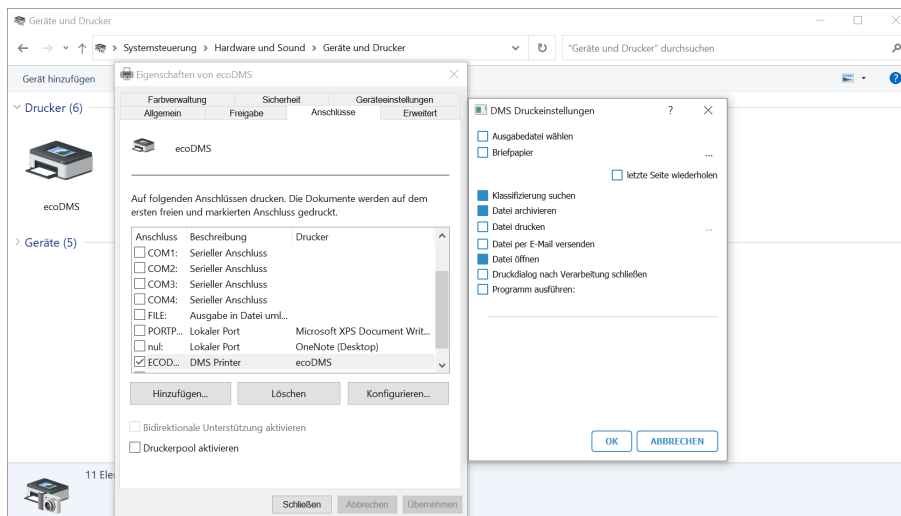 Geräte und Drucker
Systemsteuerung > Hardware und Sound > Geräte und Drucker
"Geräte und Drucker" durchsuchen
Gerät hinzufügen
Drucker (6)
ecoDMS
Geräte (5)
11 Ele
Eigenschaften von ecoDMS
Farbverwaltung Sicherheit Geräteeinstellungen
Allgemein Freigabe Anschlüsse Erweitert
ecoDMS
Auf folgenden Anschlüssen drucken. Die Dokumente werden auf dem
ersten freien und markierten Anschluss gedruckt.
Anschluss Beschreibung Drucker
COM1: Serieller Anschluss
COM2: Serieller Anschluss
COM3: Serieller Anschluss
COM4: Serieller Anschluss
FILE: Ausgabe in Datei uml...
PORTP... Lokaler Port Microsoft XPS Document Writ...
nul: Lokaler Port OneNote (Desktop)
ECOD... DMS Printer ecoDMS
Hinzufügen... Löschen Konfigurieren...
Bidirektionale Unterstützung aktivieren
Druckerpool aktivieren
Schließen Abbrechen Übernehmen
DMS Druckeinstellungen ?
Ausgabedatei wählen
Briefpapier ...
letzte Seite wiederholen
Klassifizierung suchen
Datei archivieren
Datei drucken ...
Datei per E-Mail versenden
Datei öffnen
Druckdialog nach Verarbeitung schließen
Programm ausführen:
OK ABBRECHEN